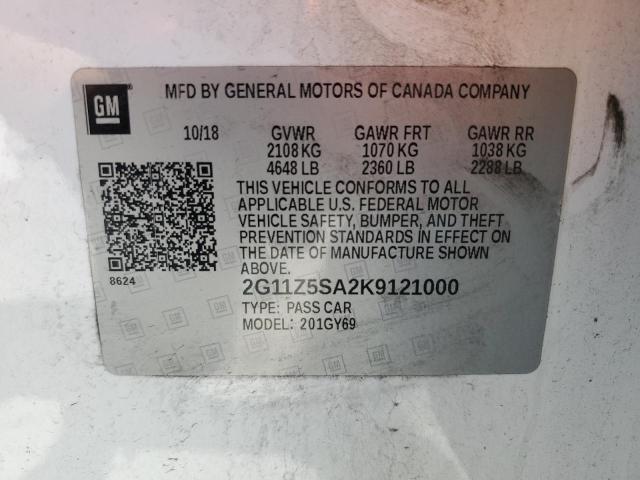 GM
MFD BY GENERAL MOTORS OF CANADA COMPANY
10/18 GVWR GAWR FRT GAWR RR
2108 KG 1070 KG 1038 KG
4648 LB 2360 LB 2288 LB
THIS VEHICLE CONFORMS TO ALL
APPLICABLE U.S. FEDERAL MOTOR
VEHICLE SAFETY, BUMPER, AND THEFT
PREVENTION STANDARDS IN EFFECT ON
THE DATE OF MANUFACTURE SHOWN
ABOVE.
8624
2G11Z5SA2K9121000
TYPE: PASS CAR
MODEL: 201GY69